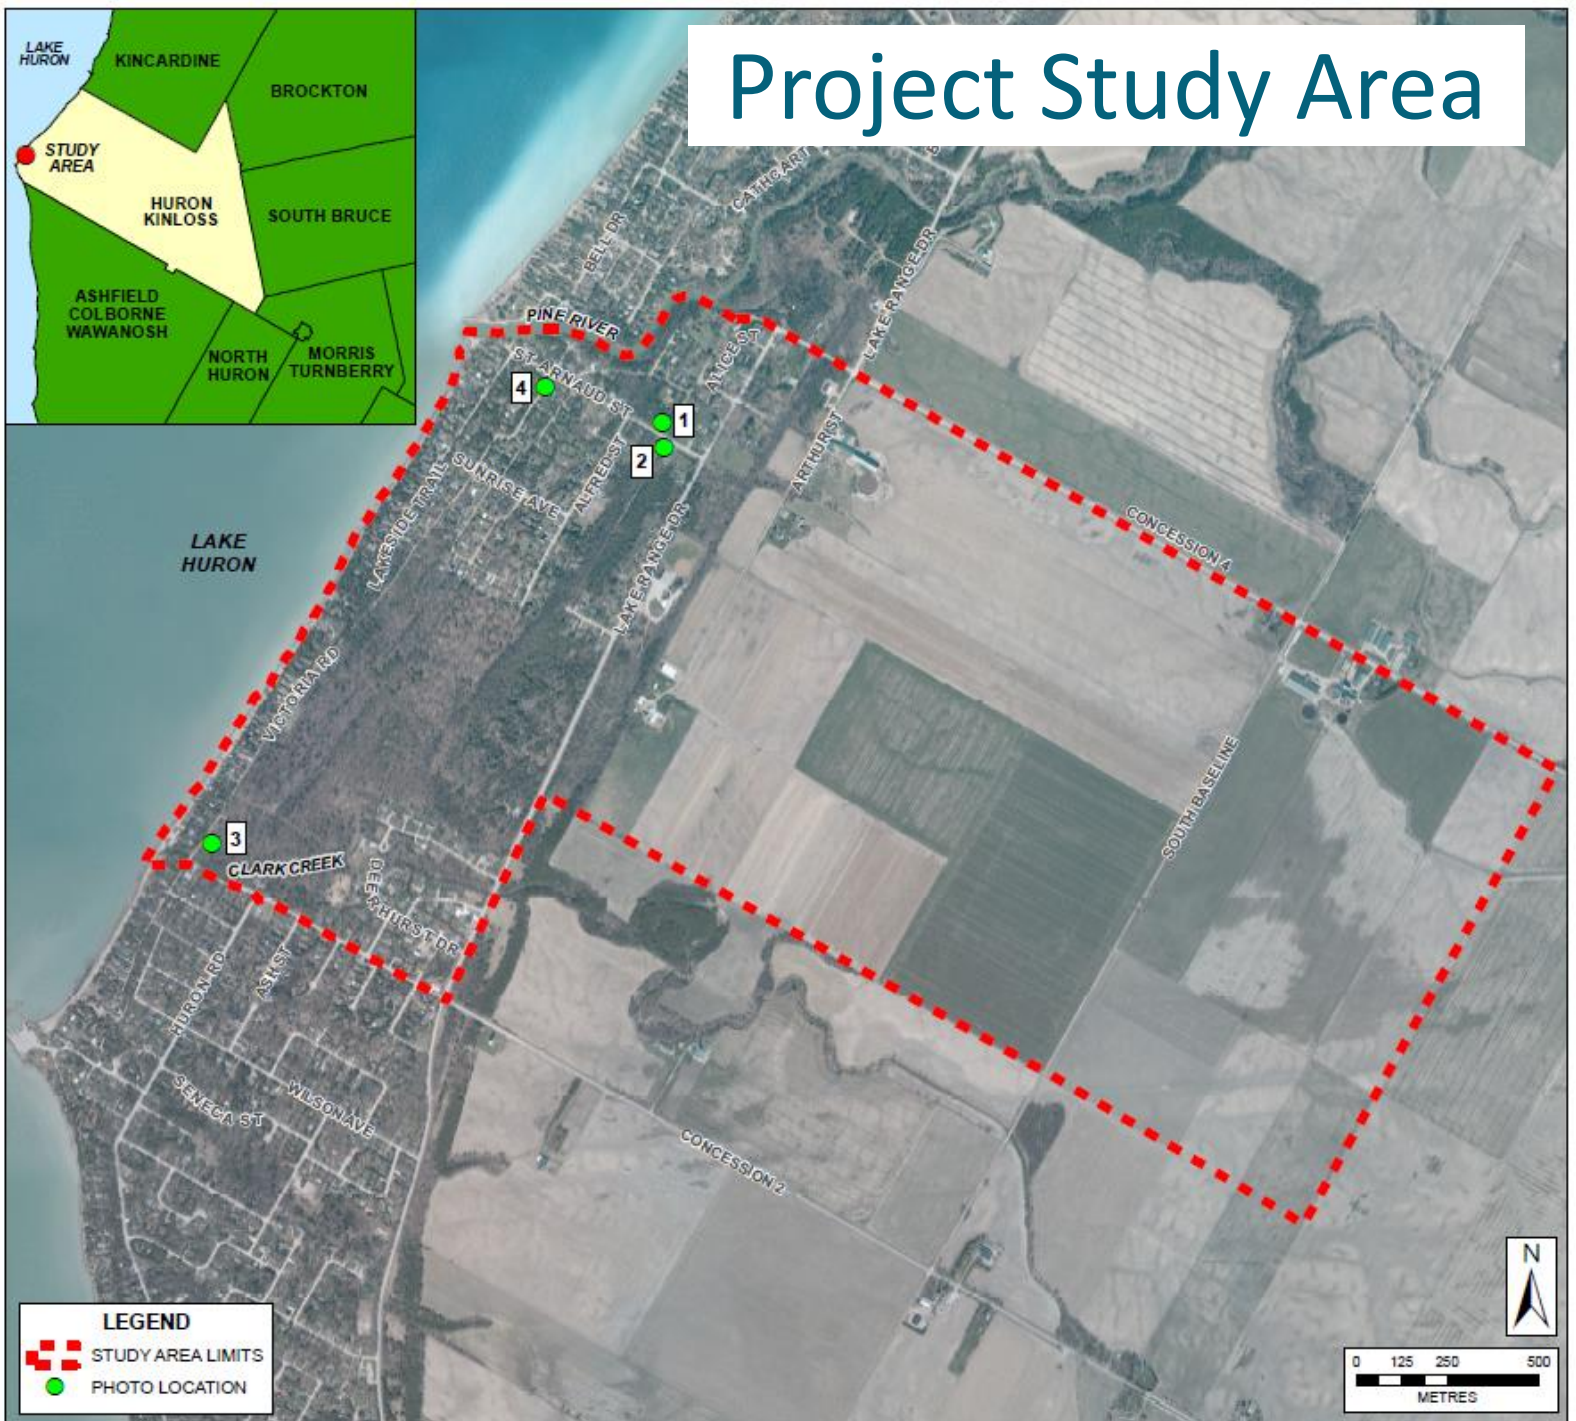 Project Study Area
LAKE
HURON
KINCARDINE
BROCKTON
STUDY
AREA
HURON
KINLOSS
SOUTH BRUCE
ASHFIELD
COLBORNE
WAWANOSH
NORTH
HURON
MORRIS
TURNBERRY
CATHCART
BELL DR
LAKE RANGE DR
PINE RIVER
ALICE ST
ST ARNAUD ST
4
1
2
ARTHUR ST
ALFRED ST
SUNRISE AVE
LAKESIDE TRAIL
CONCESSION 4
LAKE
HURON
LAKE RANGE DR
VICTORIA RD
SOUTH BASELINE
3
CLARK CREEK
DEERHURST DR
HURON RD
ASH ST
SENECA ST
WILSON AVE
CONCESSION 2
N
LEGEND
STUDY AREA LIMITS
PHOTO LOCATION
0 125 250 500
METRES